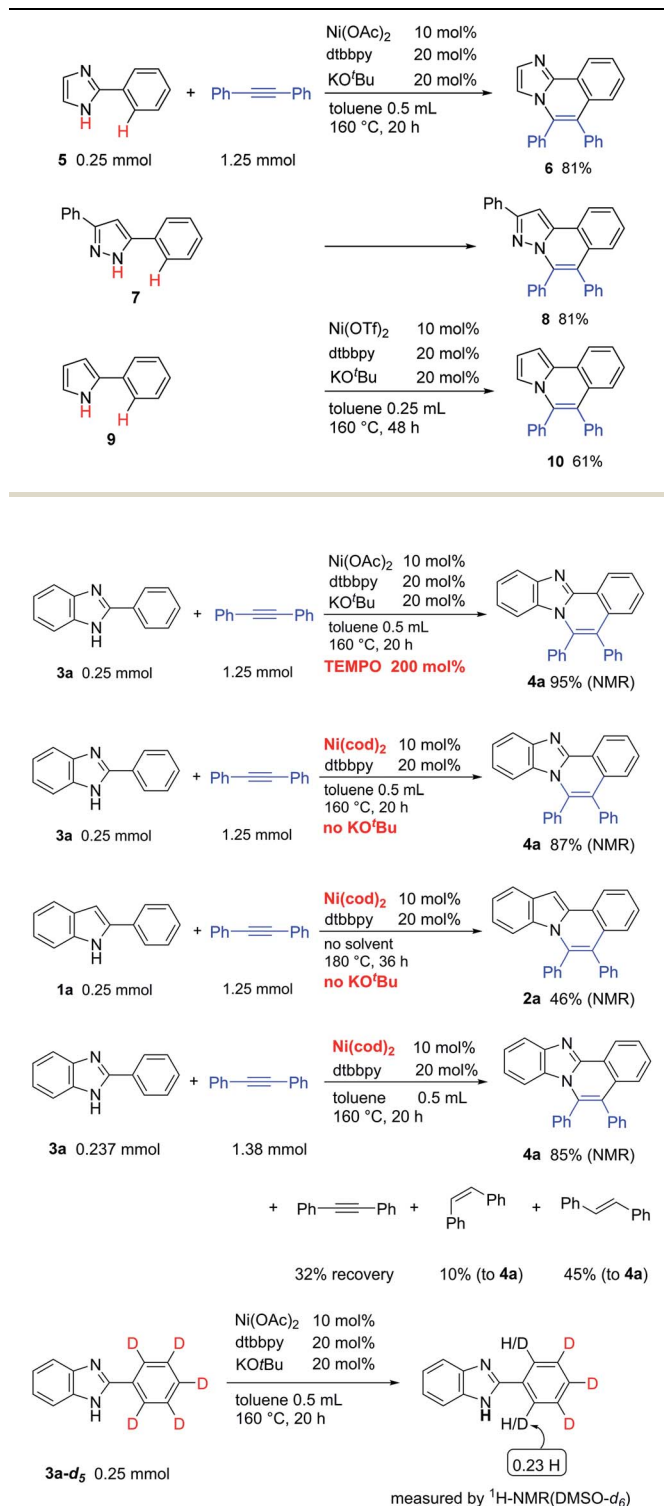 Ni(OAc)2 10 mol%
dtbbpy 20 mol%
KOtBu 20 mol%
toluene 0.5 mL
160 °C, 20 h
N
N
H
H
+
Ph
Ph
5 0.25 mmol
1.25 mmol
N
N
Ph
Ph
6 81%
Ph
N
N
H
H
7
Ph
N
N
Ph
Ph
8 81%
Ni(OTf)2 10 mol%
dtbbpy 20 mol%
KOtBu 20 mol%
toluene 0.25 mL
160 °C, 48 h
N
H
H
9
N
Ph
Ph
10 61%
Ni(OAc)2 10 mol%
dtbbpy 20 mol%
KOtBu 20 mol%
toluene 0.5 mL
160 °C, 20 h
TEMPO 200 mol%
N
NH
+
Ph
Ph
3a 0.25 mmol
1.25 mmol
N
N
Ph
Ph
4a 95% (NMR)
Ni(cod)2 10 mol%
dtbbpy 20 mol%
toluene 0.5 mL
160 °C, 20 h
no KOtBu
N
NH
+
Ph
Ph
3a 0.25 mmol
1.25 mmol
N
N
Ph
Ph
4a 87% (NMR)
Ni(cod)2 10 mol%
dtbbpy 20 mol%
no solvent
180 °C, 36 h
no KOtBu
NH
+
Ph
Ph
1a 0.25 mmol
1.25 mmol
N
Ph
Ph
2a 46% (NMR)
Ni(cod)2 10 mol%
dtbbpy 20 mol%
toluene 0.5 mL
160 °C, 20 h
N
NH
+
Ph
Ph
3a 0.237 mmol
1.38 mmol
N
N
Ph
Ph
4a 85% (NMR)
+ Ph Ph + Ph Ph + Ph Ph
32% recovery 10% (to 4a) 45% (to 4a)
Ni(OAc)2 10 mol%
dtbbpy 20 mol%
KOtBu 20 mol%
toluene 0.5 mL
160 °C, 20 h
N
NH
D D
D
D D
3a-d5 0.25 mmol
H/D D
N
D
N
H
H/D D
0.23 H
measured by 1H-NMR(DMSO-d6)